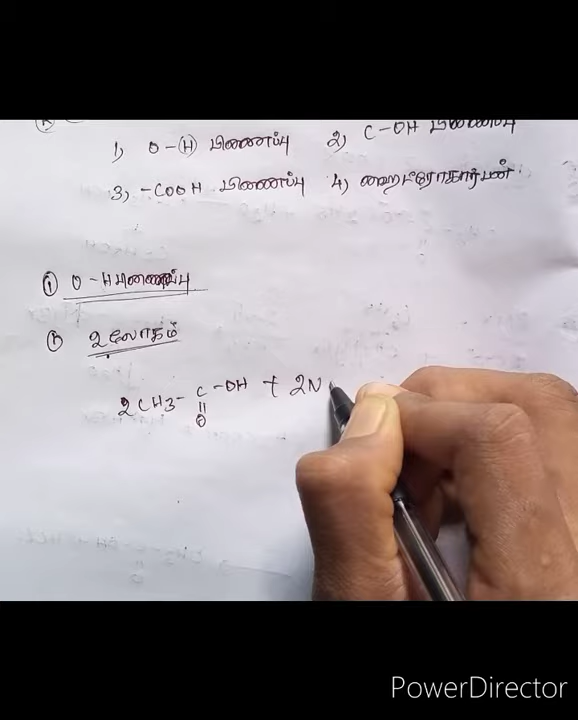 1) O-(H) பிணைப்பு 2) C-OH பிணைப்பு
3) -COOH பிணைப்பு 4) ஹைட்ரோகார்பன்
① O-H பிணைப்பு
உலோகம்
2CH3- C -OH + 2N
||
O
PowerDirector